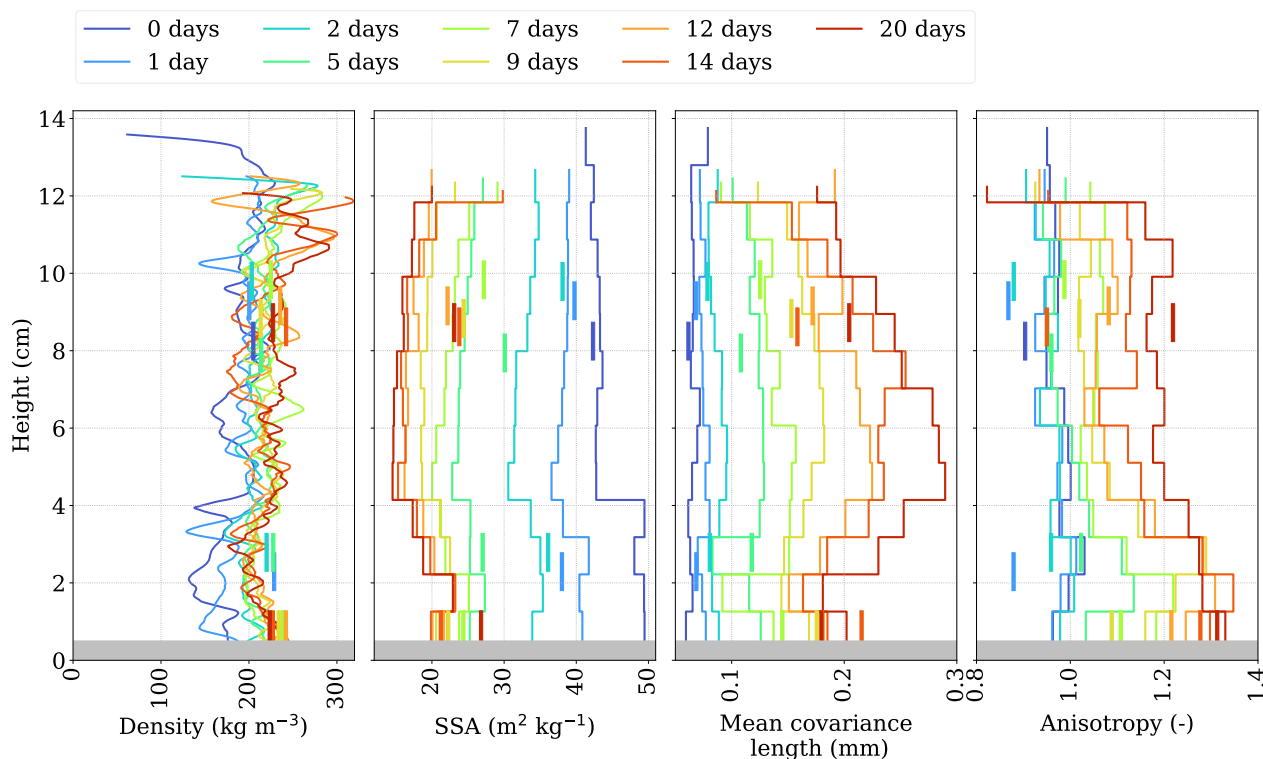 0 days 2 days 7 days 12 days 20 days
1 day 5 days 9 days 14 days
14
12
10
8
6
4
2
0
Height (cm)
0 100 200 300
20 30 40 50
0.1 0.2 0.3
0.8 1.0 1.2 1.4
Density (kg m⁻³)
SSA (m² kg⁻¹)
Mean covariance
length (mm)
Anisotropy (-)